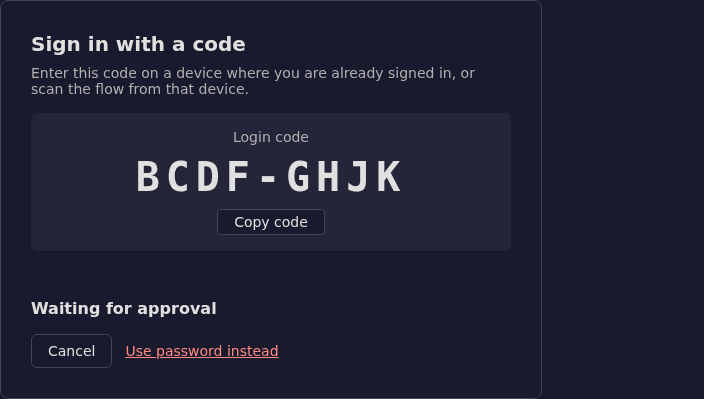 Sign in with a code
Enter this code on a device where you are already signed in, or
scan the flow from that device.
Login code
BCDF-GHJK
Copy code
Waiting for approval
Cancel
Use password instead